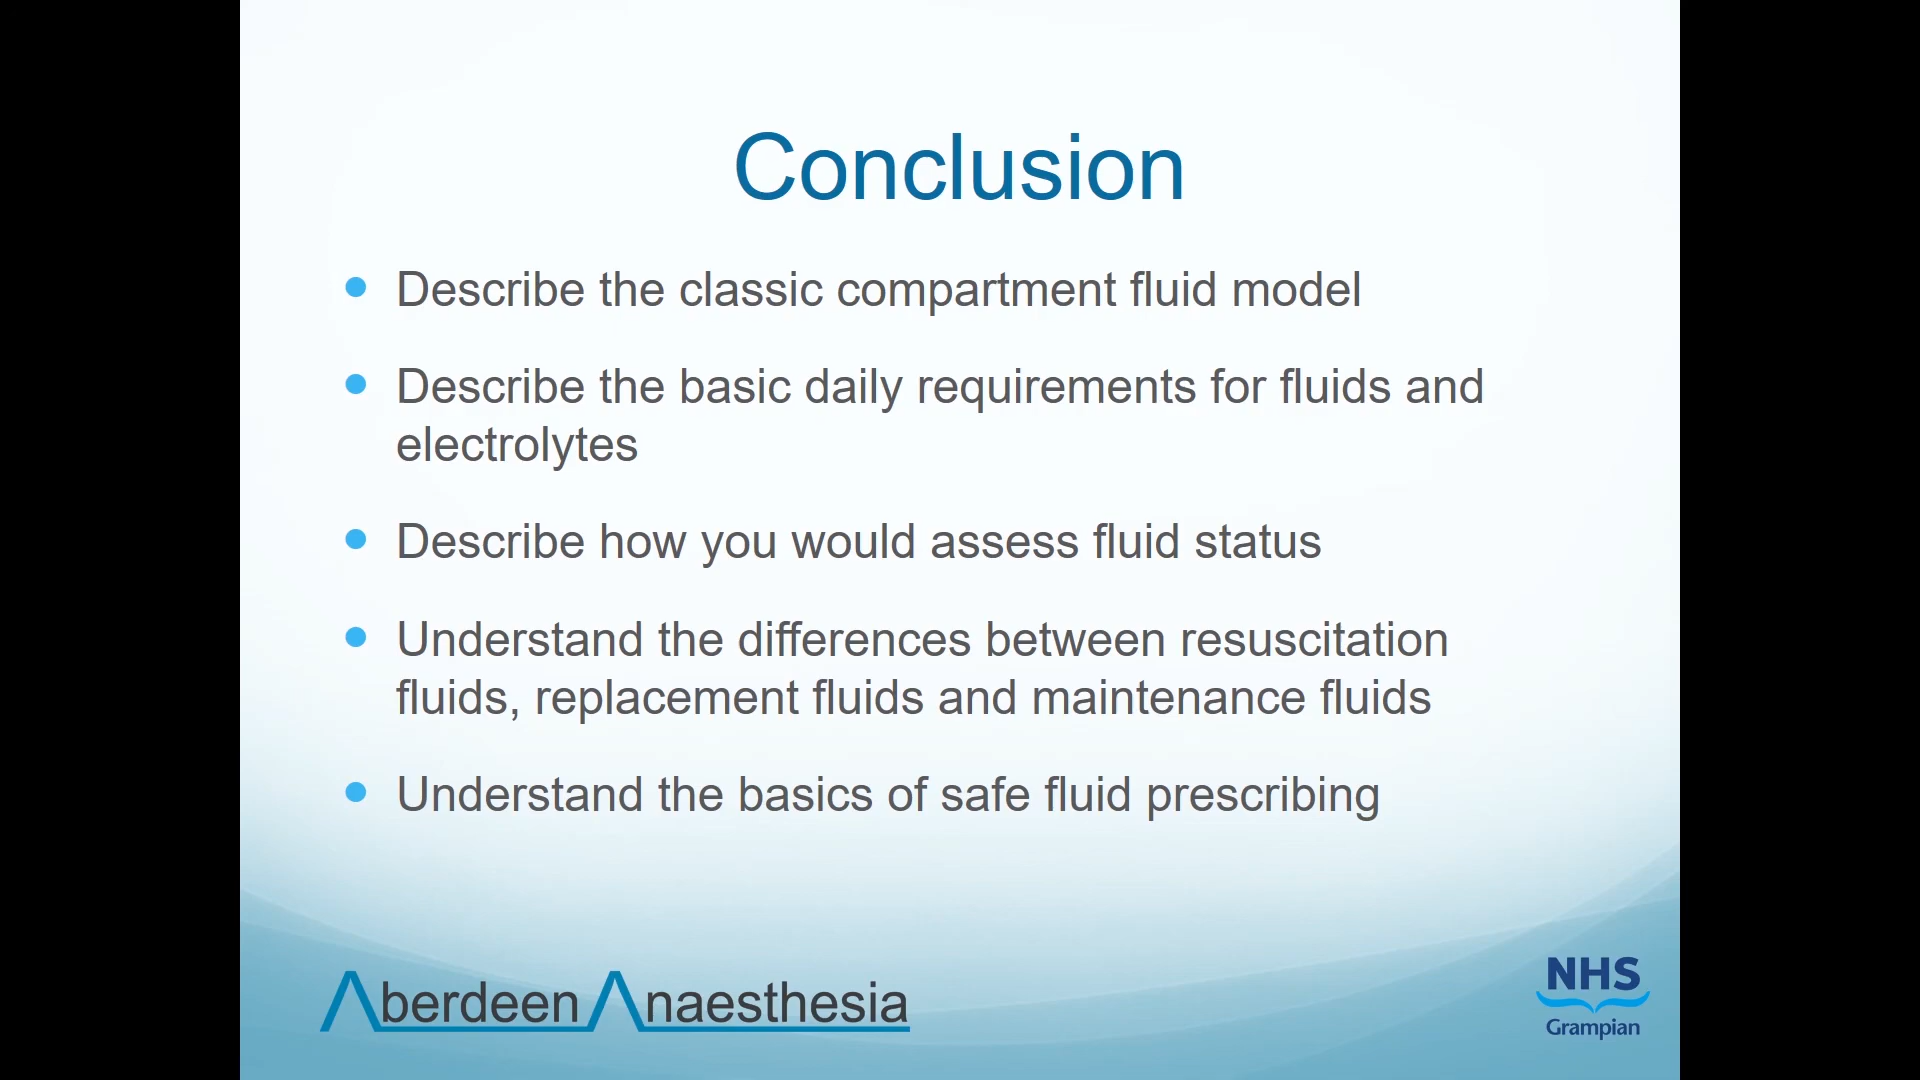 Conclusion
Describe the classic compartment fluid model
Describe the basic daily requirements for fluids and
electrolytes
Describe how you would assess fluid status
Understand the differences between resuscitation
fluids, replacement fluids and maintenance fluids
Understand the basics of safe fluid prescribing
Aberdeen Anaesthesia
NHS
Grampian